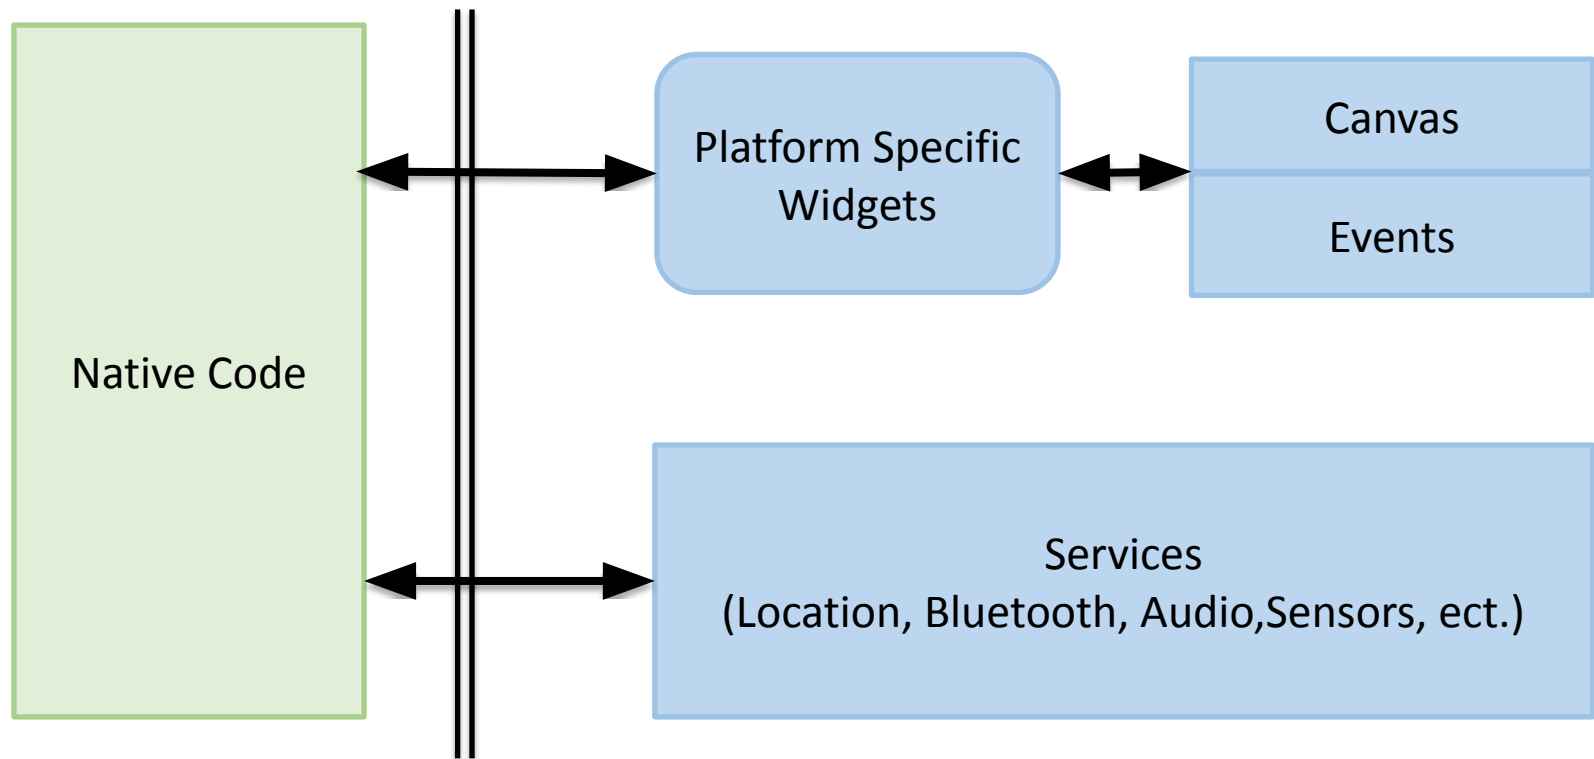 Native Code
Platform Specific
Widgets
Canvas
Events
Services
(Location, Bluetooth, Audio,Sensors, ect.)